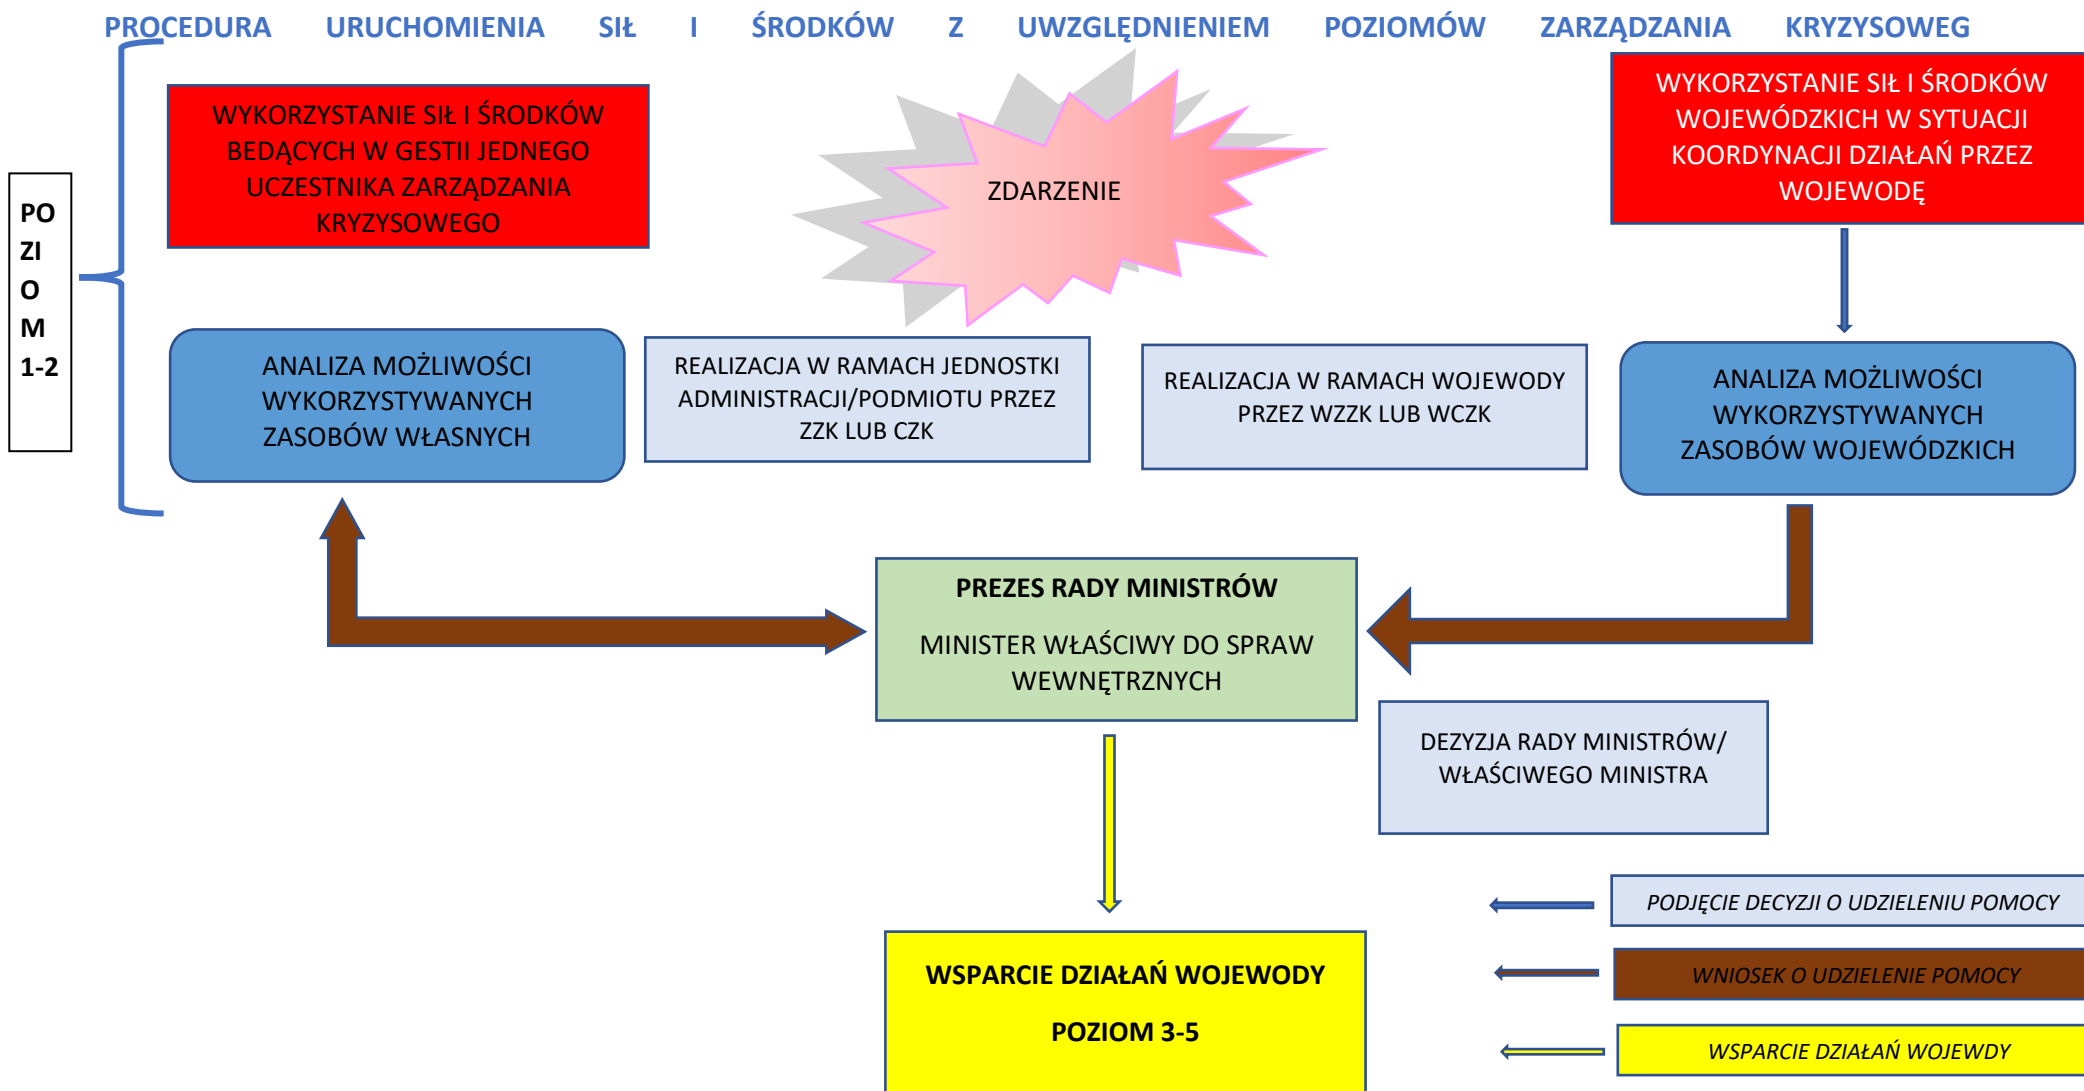 PROCEDURA URUCHOMIENIA SIŁ I ŚRODKÓW Z UWZGLĘDNIENIEM POZIOMÓW ZARZĄDZANIA KRYZYSOWEG
PO
ZI
O
M
1-2
WYKORZYSTANIE SIŁ I ŚRODKÓW
BEDĄCYCH W GESTII JEDNEGO
UCZESTNIKA ZARZĄDZANIA
KRYZYSOWEGO
ZDARZENIE
WYKORZYSTANIE SIŁ I ŚRODKÓW
WOJEWÓDZKICH W SYTUACJI
KOORDYNACJI DZIAŁAŃ PRZEZ
WOJEWODĘ
ANALIZA MOŻLIWOŚCI
WYKORZYSTYWANYCH
ZASOBÓW WŁASNYCH
REALIZACJA W RAMACH JEDNOSTKI
ADMINISTRACJI/PODMIOTU PRZEZ
ZZK LUB CZK
REALIZACJA W RAMACH WOJEWODY
PRZEZ WZZK LUB WCZK
ANALIZA MOŻLIWOŚCI
WYKORZYSTYWANYCH
ZASOBÓW WOJEWÓDZKICH
PREZES RADY MINISTRÓW
MINISTER WŁAŚCIWY DO SPRAW
WEWNĘTRZNYCH
DEZYZJA RADY MINISTRÓW/
WŁAŚCIWEGO MINISTRA
WSPARCIE DZIAŁAŃ WOJEWODY
POZIOM 3-5
PODJĘCIE DECYZJI O UDZIELENIU POMOCY
WNIOSEK O UDZIELENIE POMOCY
WSPARCIE DZIAŁAŃ WOJEWDY